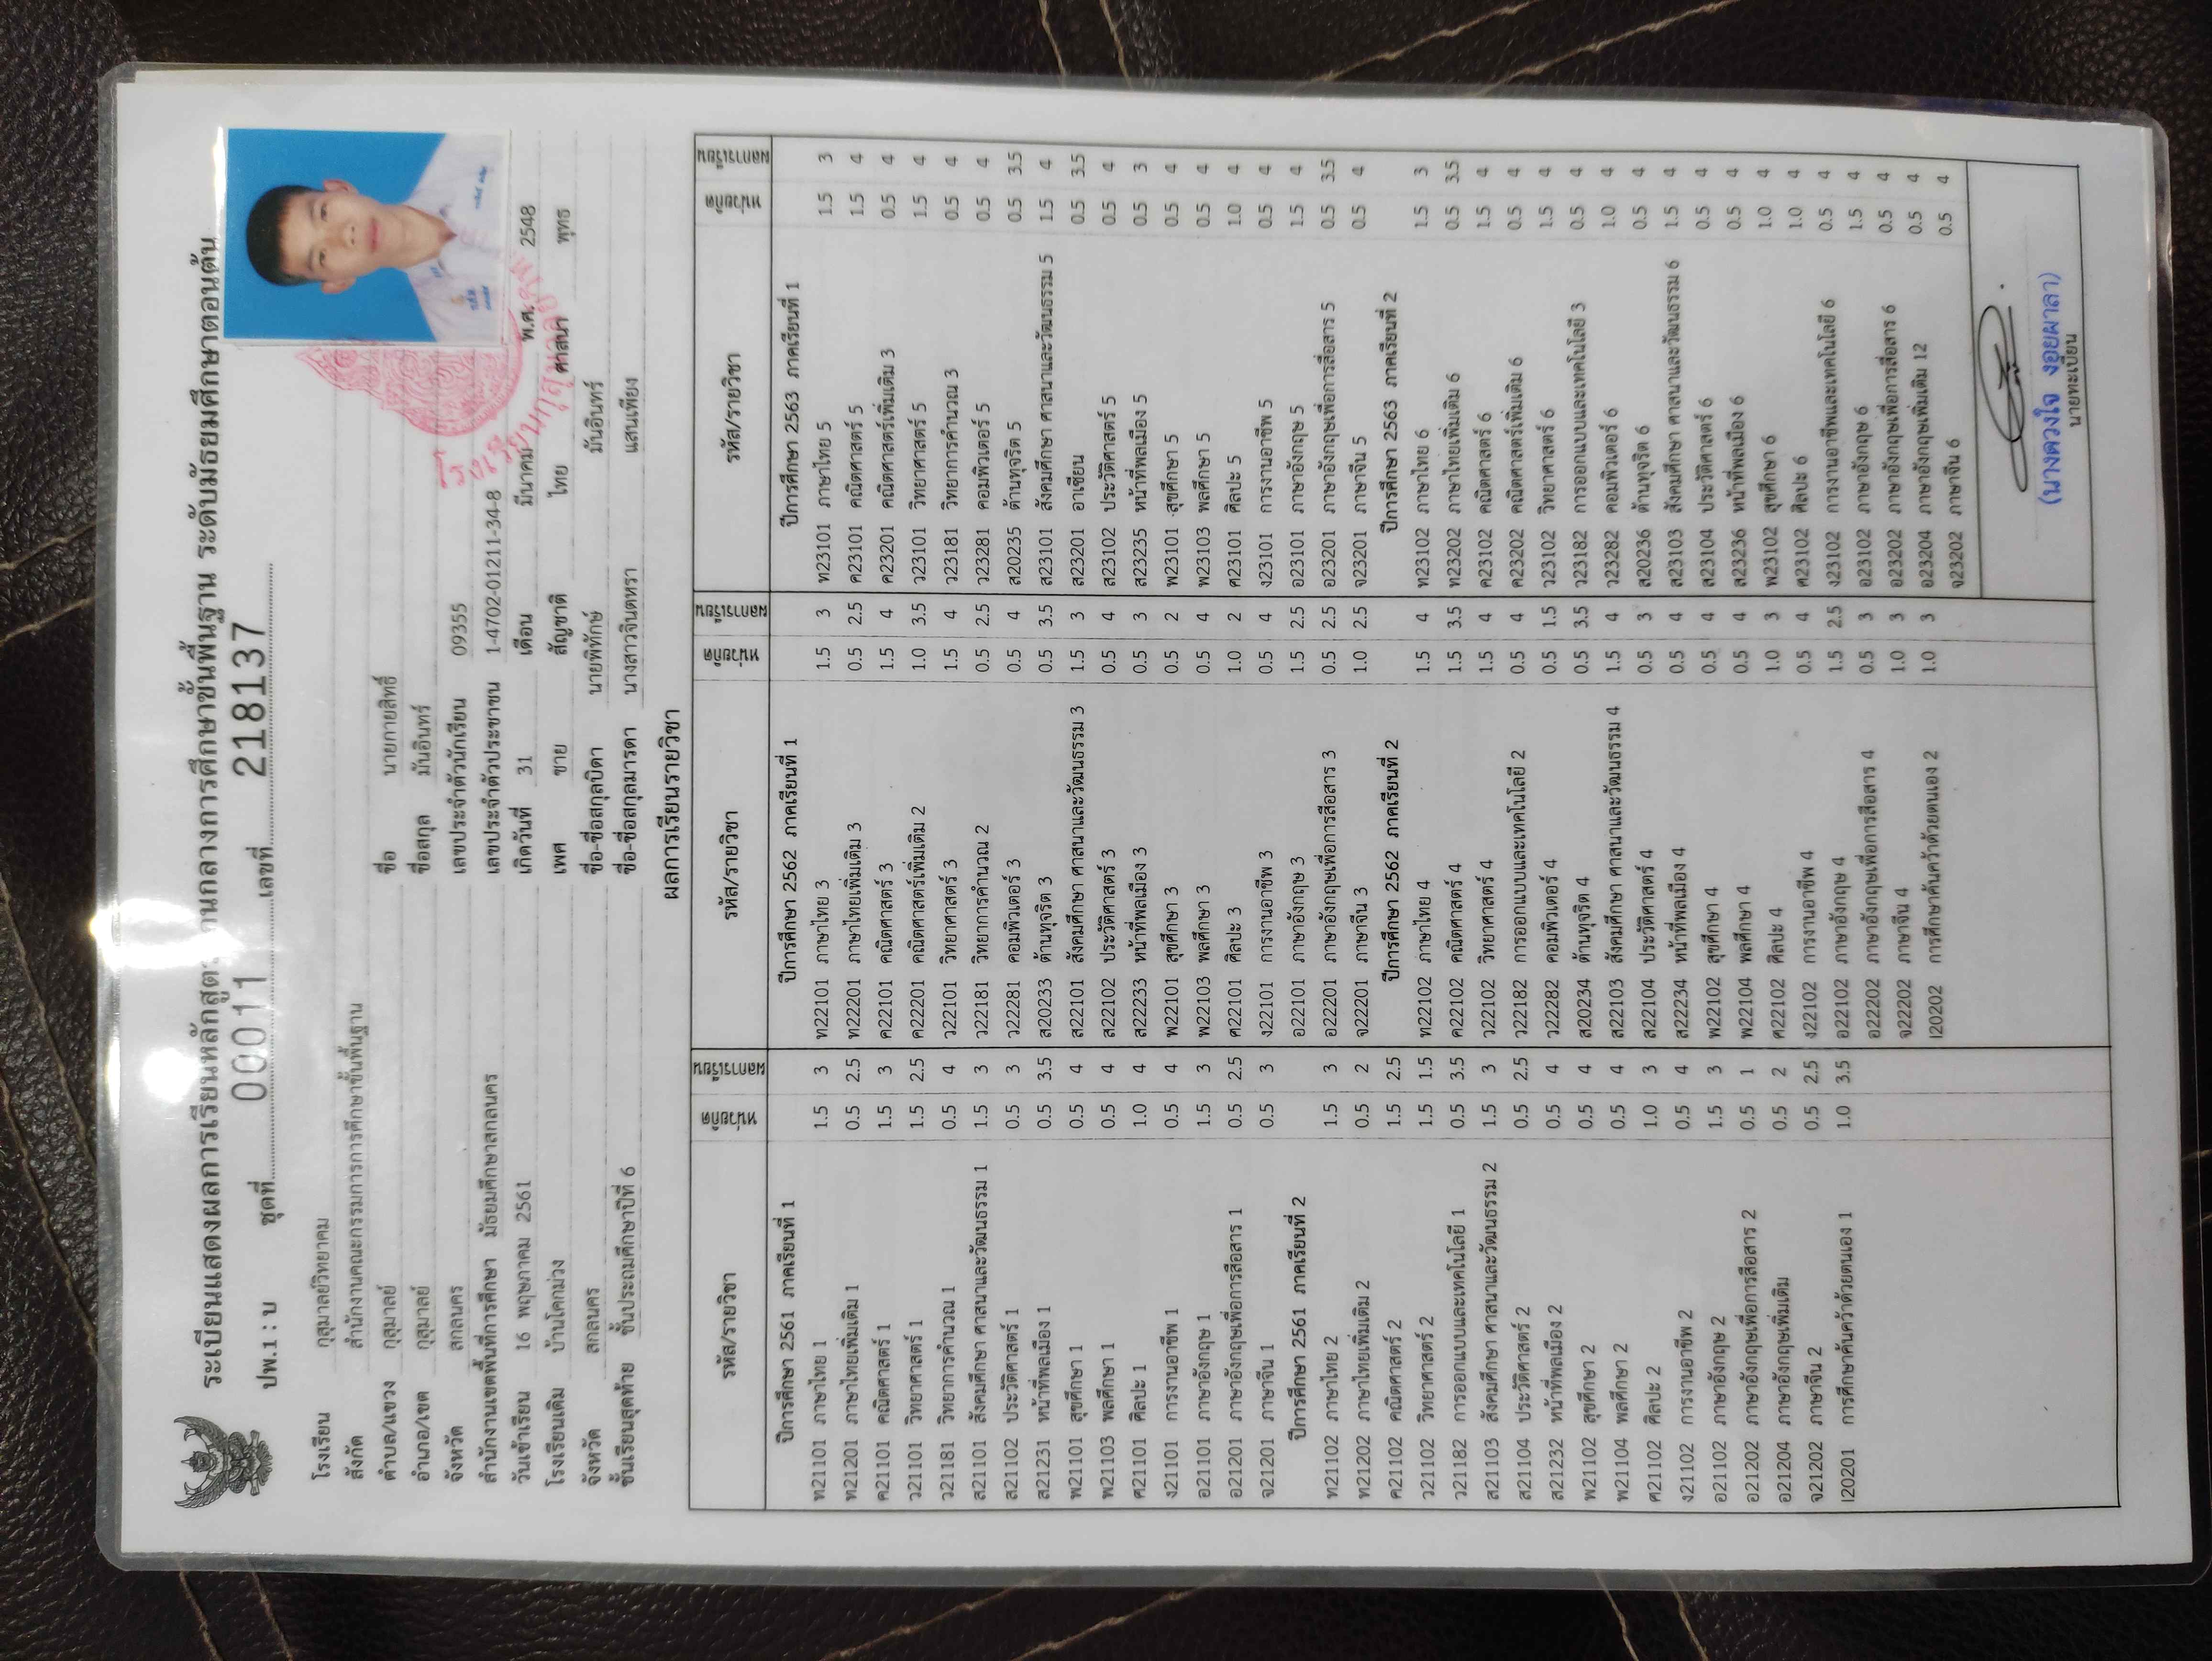 ระเบียนแสดงผลการเรียนหลักสูตรแกนกลางการศึกษาขั้นพื้นฐาน ระดับมัธยมศึกษาตอนต้น
ปพ.1 : บ ชุดที่ 00011 เลขที่ 2181137
โรงเรียน กุสุมาลย์วิทยาคม
สังกัด สำนักงานคณะกรรมการการศึกษาขั้นพื้นฐาน
ตำบล/แขวง กุสุมาลย์
อำเภอ/เขต กุสุมาลย์
จังหวัด สกลนคร
สำนักงานเขตพื้นที่การศึกษา มัธยมศึกษาสกลนคร
วันเข้าเรียน 16 พฤษภาคม 2561
โรงเรียนเดิม บ้านโคกม่วง
จังหวัด สกลนคร
ชั้นเรียนสุดท้าย ชั้นประถมศึกษาปีที่ 6
ชื่อ นายกายสิทธิ์
ชื่อสกุล มันอินทร์
เลขประจำตัวนักเรียน 09355
เลขประจำตัวประชาชน 1-4702-01211-34-8
เกิดวันที่ 31 เดือน มีนาคม พ.ศ. 2548
เพศ ชาย สัญชาติ ไทย ศาสนา พุทธ
ชื่อ-ชื่อสกุลบิดา นายพิทักษ์ มันอินทร์
ชื่อ-ชื่อสกุลมารดา นางสาวจินตหรา แสนเพียง
ผลการเรียนรายวิชา
รหัส/รายวิชา หน่วยกิต ผลการเรียน
ปีการศึกษา 2561 ภาคเรียนที่ 1
ท21101 ภาษาไทย 1 1.5 3
ท21201 ภาษาไทยเพิ่มเติม 1 0.5 2.5
ค21101 คณิตศาสตร์ 1 1.5 3
ว21101 วิทยาศาสตร์ 1 1.5 2.5
ว21181 วิทยาการคำนวณ 1 0.5 4
ส21101 สังคมศึกษา ศาสนาและวัฒนธรรม 1 1.5 3
ส21102 ประวัติศาสตร์ 1 0.5 3
ส21231 หน้าที่พลเมือง 1 0.5 3.5
พ21101 สุขศึกษา 1 0.5 4
พ21103 พลศึกษา 1 0.5 4
ศ21101 ศิลปะ 1 1.0 4
ง21101 การงานอาชีพ 1 0.5 4
อ21101 ภาษาอังกฤษ 1 1.5 3
อ21201 ภาษาอังกฤษเพื่อการสื่อสาร 1 0.5 2.5
จ21201 ภาษาจีน 1 0.5 3
ปีการศึกษา 2561 ภาคเรียนที่ 2
ท21102 ภาษาไทย 2 1.5 3
ท21202 ภาษาไทยเพิ่มเติม 2 0.5 2
ค21102 คณิตศาสตร์ 2 1.5 2.5
ว21102 วิทยาศาสตร์ 2 1.5 1.5
ว21182 การออกแบบและเทคโนโลยี 1 0.5 3.5
ส21103 สังคมศึกษา ศาสนาและวัฒนธรรม 2 1.5 3
ส21104 ประวัติศาสตร์ 2 0.5 2.5
ส21232 หน้าที่พลเมือง 2 0.5 4
พ21102 สุขศึกษา 2 0.5 4
พ21104 พลศึกษา 2 0.5 4
ศ21102 ศิลปะ 2 1.0 3
ง21102 การงานอาชีพ 2 0.5 4
อ21102 ภาษาอังกฤษ 2 1.5 3
อ21202 ภาษาอังกฤษเพื่อการสื่อสาร 2 0.5 1
อ21204 ภาษาอังกฤษเพิ่มเติม 0.5 2
จ21202 ภาษาจีน 2 0.5 2.5
I20201 การศึกษาค้นคว้าด้วยตนเอง 1 1.0 3.5
รหัส/รายวิชา หน่วยกิต ผลการเรียน
ปีการศึกษา 2562 ภาคเรียนที่ 1
ท22101 ภาษาไทย 3 1.5 3
ท22201 ภาษาไทยเพิ่มเติม 3 0.5 2.5
ค22101 คณิตศาสตร์ 3 1.5 4
ค22201 คณิตศาสตร์เพิ่มเติม 2 1.0 3.5
ว22101 วิทยาศาสตร์ 3 1.5 4
ว22181 วิทยาการคำนวณ 2 0.5 2.5
ว22281 คอมพิวเตอร์ 3 0.5 4
ส20233 ต้านทุจริต 3 0.5 3.5
ส22101 สังคมศึกษา ศาสนาและวัฒนธรรม 3 1.5 3
ส22102 ประวัติศาสตร์ 3 0.5 4
ส22233 หน้าที่พลเมือง 3 0.5 3
พ22101 สุขศึกษา 3 0.5 2
พ22103 พลศึกษา 3 0.5 4
ศ22101 ศิลปะ 3 1.0 2
ง22101 การงานอาชีพ 3 0.5 4
อ22101 ภาษาอังกฤษ 3 1.5 2.5
อ22201 ภาษาอังกฤษเพื่อการสื่อสาร 3 0.5 2.5
จ22201 ภาษาจีน 3 1.0 2.5
ปีการศึกษา 2562 ภาคเรียนที่ 2
ท22102 ภาษาไทย 4 1.5 4
ค22102 คณิตศาสตร์ 4 1.5 3.5
ว22102 วิทยาศาสตร์ 4 1.5 4
ว22182 การออกแบบและเทคโนโลยี 2 0.5 4
ว22282 คอมพิวเตอร์ 4 0.5 1.5
ส20234 ต้านทุจริต 4 0.5 3.5
ส22103 สังคมศึกษา ศาสนาและวัฒนธรรม 4 1.5 4
ส22104 ประวัติศาสตร์ 4 0.5 3
ส22234 หน้าที่พลเมือง 4 0.5 4
พ22102 สุขศึกษา 4 0.5 4
พ22104 พลศึกษา 4 0.5 4
ศ22102 ศิลปะ 4 1.0 3
ง22102 การงานอาชีพ 4 0.5 4
อ22102 ภาษาอังกฤษ 4 1.5 2.5
อ22202 ภาษาอังกฤษเพื่อการสื่อสาร 4 0.5 3
จ22202 ภาษาจีน 4 1.0 3
I20202 การศึกษาค้นคว้าด้วยตนเอง 2 1.0 3
รหัส/รายวิชา หน่วยกิต ผลการเรียน
ปีการศึกษา 2563 ภาคเรียนที่ 1
ท23101 ภาษาไทย 5 1.5 3
ค23101 คณิตศาสตร์ 5 1.5 4
ค23201 คณิตศาสตร์เพิ่มเติม 3 0.5 4
ว23101 วิทยาศาสตร์ 5 1.5 4
ว23181 วิทยาการคำนวณ 3 0.5 4
ว23281 คอมพิวเตอร์ 5 0.5 4
ส20235 ต้านทุจริต 5 0.5 3.5
ส23101 สังคมศึกษา ศาสนาและวัฒนธรรม 5 1.5 4
ส23201 อาเซียน 0.5 3.5
ส23102 ประวัติศาสตร์ 5 0.5 4
ส23235 หน้าที่พลเมือง 5 0.5 3
พ23101 สุขศึกษา 5 0.5 4
พ23103 พลศึกษา 5 0.5 4
ศ23101 ศิลปะ 5 1.0 4
ง23101 การงานอาชีพ 5 0.5 4
อ23101 ภาษาอังกฤษ 5 1.5 4
อ23201 ภาษาอังกฤษเพื่อการสื่อสาร 5 0.5 3.5
จ23201 ภาษาจีน 5 0.5 4
ปีการศึกษา 2563 ภาคเรียนที่ 2
ท23102 ภาษาไทย 6 1.5 3
ท23202 ภาษาไทยเพิ่มเติม 6 0.5 3.5
ค23102 คณิตศาสตร์ 6 1.5 4
ค23202 คณิตศาสตร์เพิ่มเติม 6 0.5 4
ว23102 วิทยาศาสตร์ 6 1.5 4
ว23182 การออกแบบและเทคโนโลยี 3 0.5 4
ว23282 คอมพิวเตอร์ 6 1.0 4
ส20236 ต้านทุจริต 6 0.5 4
ส23103 สังคมศึกษา ศาสนาและวัฒนธรรม 6 1.5 4
ส23104 ประวัติศาสตร์ 6 0.5 4
ส23236 หน้าที่พลเมือง 6 0.5 4
พ23102 สุขศึกษา 6 1.0 4
ศ23102 ศิลปะ 6 1.0 4
ง23102 การงานอาชีพและเทคโนโลยี 6 0.5 4
อ23102 ภาษาอังกฤษ 6 1.5 4
อ23202 ภาษาอังกฤษเพื่อการสื่อสาร 6 0.5 4
อ23204 ภาษาอังกฤษเพิ่มเติม 12 0.5 4
จ23202 ภาษาจีน 6 0.5 4
(นางดวงใจ งอยผาลา)
นายทะเบียน